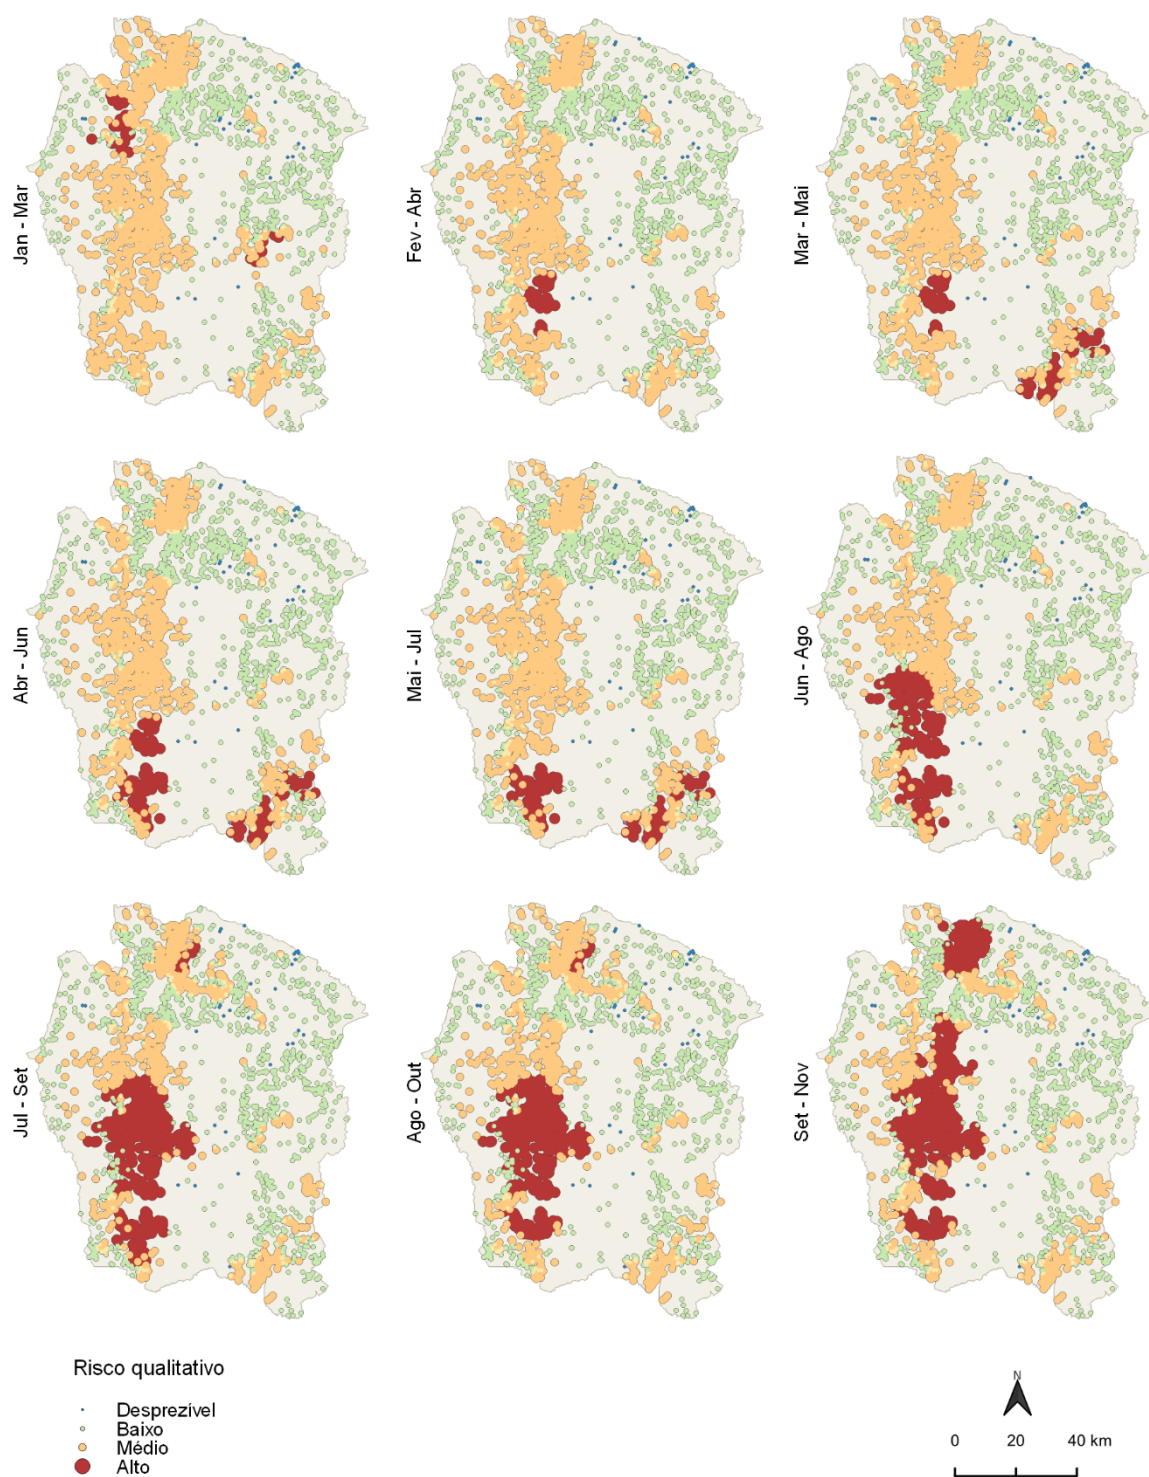 Jan - Mar
Fev - Abr
Mar - Mai
Abr - Jun
Mai - Jul
Jun - Ago
Jul - Set
Ago - Out
Set - Nov
Risco qualitativo
Desprezível
Baixo
Médio
Alto
N
0 20 40 km